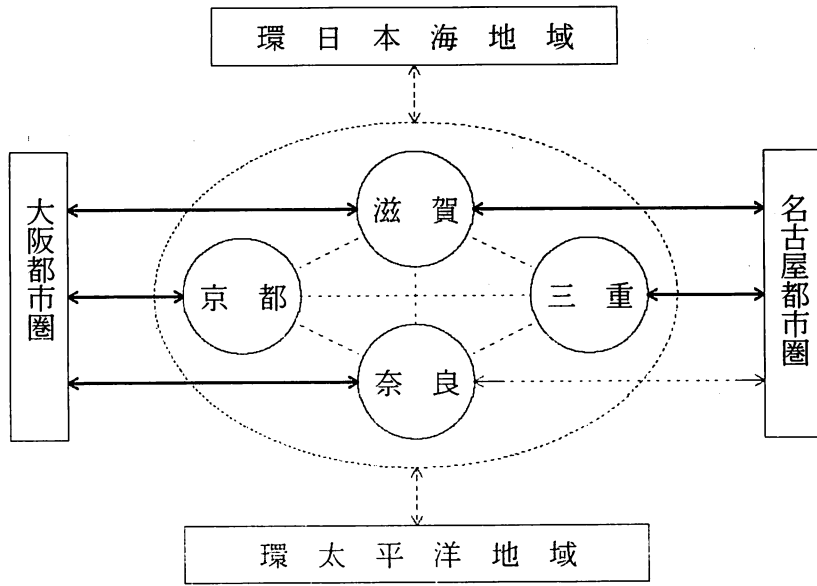 環日本海地域
大阪都市圏
滋賀
名古屋都市圏
京都
三重
奈良
環太平洋地域